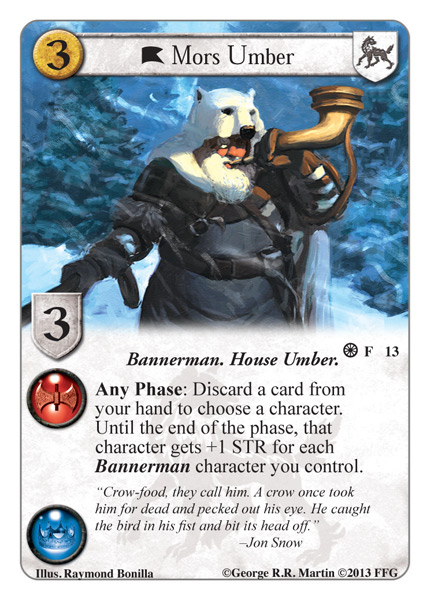 3
Mors Umber
3
Bannerman. House Umber.
F 13
Any Phase: Discard a card from
your hand to choose a character.
Until the end of the phase, that
character gets +1 STR for each
Bannerman character you control.
“Crow-food, they call him. A crow once took
him for dead and pecked out his eye. He caught
the bird in his fist and bit its head off.”
–Jon Snow
Illus. Raymond Bonilla
©George R.R. Martin ©2013 FFG